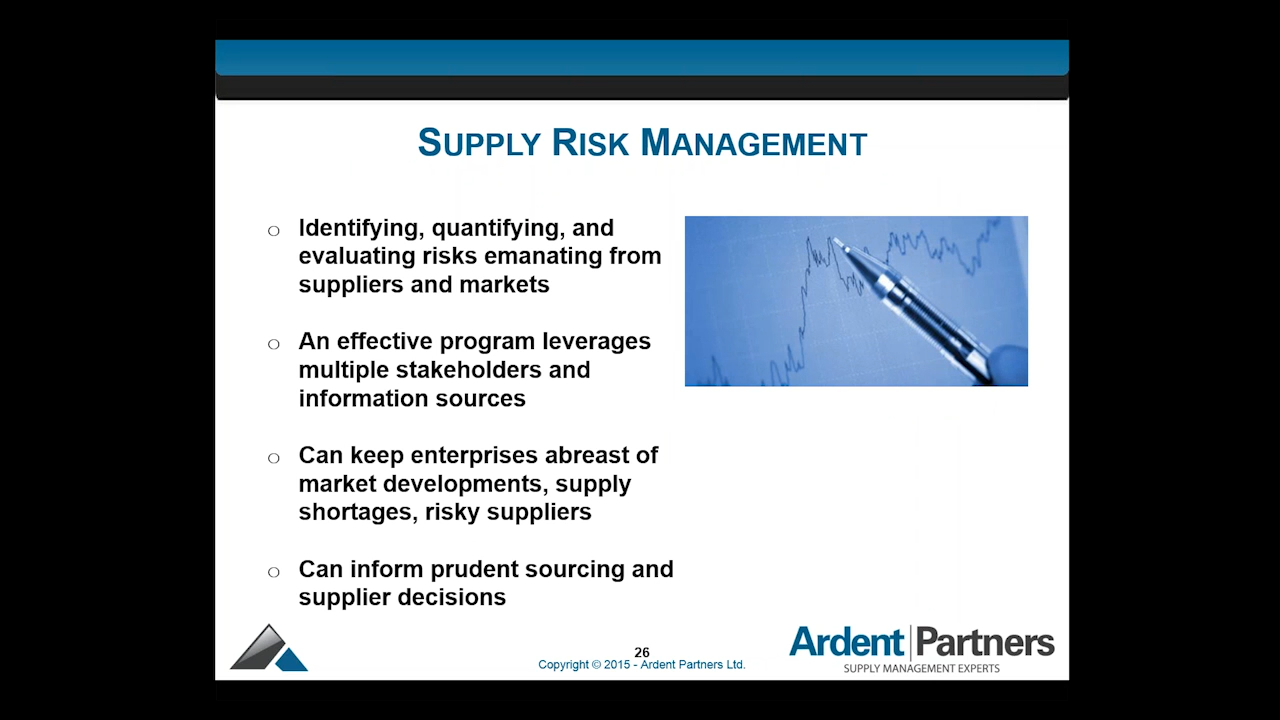 SUPPLY RISK MANAGEMENT
Identifying, quantifying, and
evaluating risks emanating from
suppliers and markets
An effective program leverages
multiple stakeholders and
information sources
Can keep enterprises abreast of
market developments, supply
shortages, risky suppliers
Can inform prudent sourcing and
supplier decisions
26
Copyright © 2015 - Ardent Partners Ltd.
Ardent Partners
SUPPLY MANAGEMENT EXPERTS